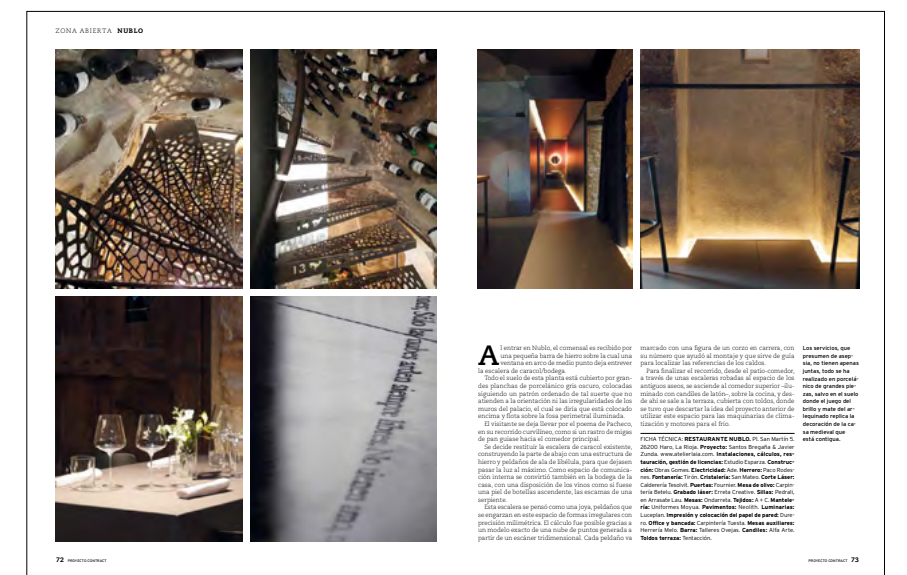 ZONA ABIERTA NUBLO
13
Al entrar en Nublo, el comensal es recibido por
una pequeña barra de hierro sobre la cual una
ventana en arco de medio punto deja entrever
la escalera de caracol/bodega.
Todo el suelo de esta planta está cubierto por gran-
des planchas de porcelánico gris oscuro, colocadas
siguiendo un patrón ordenado de tal suerte que no
atienden a la orientación ni las irregularidades de los
muros del palacio, el cual se diría que está colocado
encima y flota sobre la fosa perimetral iluminada.
El visitante se deja llevar por el poema de Pacheco,
en su recorrido curvilíneo, como si un rastro de migas
de pan guiase hacia el comedor principal.
Se decide restituir la escalera de caracol existente,
construyendo la parte de abajo con una estructura de
hierro y peldaños de ala de libélula, para que dejasen
pasar la luz al máximo. Como espacio de comunica-
ción interna se convirtió también en la bodega de la
casa, con una disposición de los vinos como si fuese
una piel de botellas ascendente, las escamas de una
serpiente.
Esta escalera se pensó como una joya, peldaños que
se engarzan en este espacio de formas irregulares con
precisión milimétrica. El cálculo fue posible gracias a
un modelo exacto de una nube de puntos generada a
partir de un escáner tridimensional. Cada peldaño va
marcado con una figura de un corzo en carrera, con
su número que ayudó al montaje y que sirve de guía
para localizar las referencias de los caldos.
Para finalizar el recorrido, desde el patio-comedor,
a través de unas escaleras robadas al espacio de los
antiguos aseos, se asciende al comedor superior –ilu-
minado con candiles de latón–, sobre la cocina, y des-
de ahí se sale a la terraza, cubierta con toldos, donde
se tuvo que descartar la idea del proyecto anterior de
utilizar este espacio para las maquinarias de clima-
tización y motores para el frío.
FICHA TÉCNICA: RESTAURANTE NUBLO. Pl. San Martín 5.
26200 Haro, La Rioja. Proyecto: Santos Bregaña & Javier
Zunda. www.atelierlaia.com. Instalaciones, cálculos, res-
tauración, gestión de licencias: Estudio Esparza. Construc-
ción: Obras Gomes. Electricidad: Ade. Herrero: Paco Rodes-
nes. Fontanería: Tirón. Cristalería: San Mateo. Corte Láser:
Calderería Tesolvit. Puertas: Fournier. Mesa de olivo: Carpin-
tería Betelu. Grabado láser: Erreta Creative. Sillas: Pedrali,
en Arrasate Lau. Mesas: Ondarreta. Tejidos: A + C. Mantele-
ría: Uniformes Moyua. Pavimentos: Neolith. Luminarias:
Luceplan. Impresión y colocación del papel de pared: Dure-
ro. Office y bancada: Carpintería Tuesta. Mesas auxiliares:
Herrería Melo. Barra: Talleres Ovejas. Candiles: Alfa Arte.
Toldos terraza: Tentacción.
Los servicios, que
presumen de asep-
sia, no tienen apenas
juntas, todo se ha
realizado en porcelá-
nico de grandes pie-
zas, salvo en el suelo
donde el juego del
brillo y mate del ar-
lequinado replica la
decoración de la ca-
sa medieval que
está contigua.
72 PROYECTO CONTRACT
PROYECTO CONTRACT 73